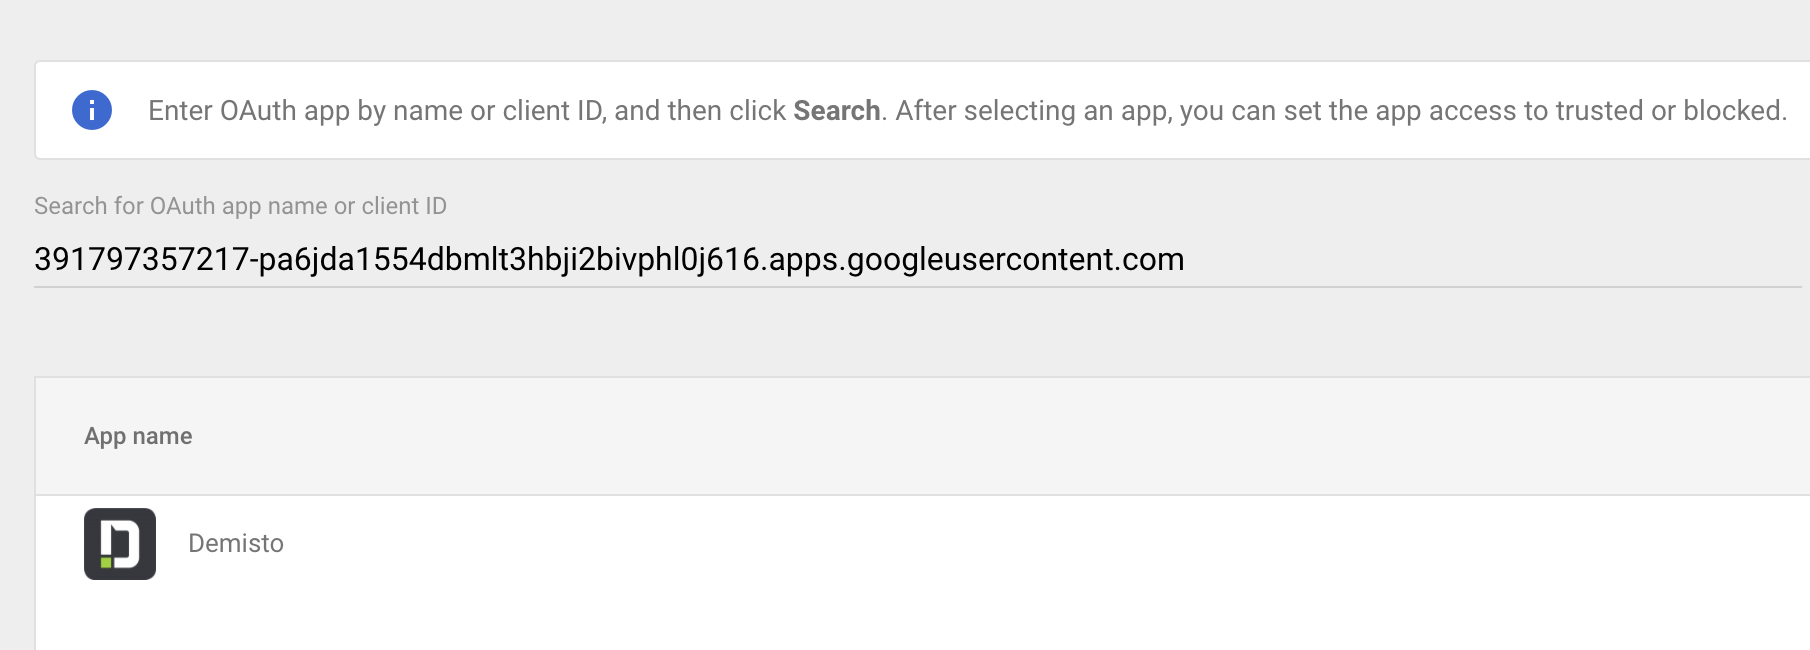 Enter OAuth app by name or client ID, and then click Search. After selecting an app, you can set the app access to trusted or blocked.
Search for OAuth app name or client ID
391797357217-pa6jda1554dbmlt3hbji2bivphl0j616.apps.googleusercontent.com
App name
Demisto